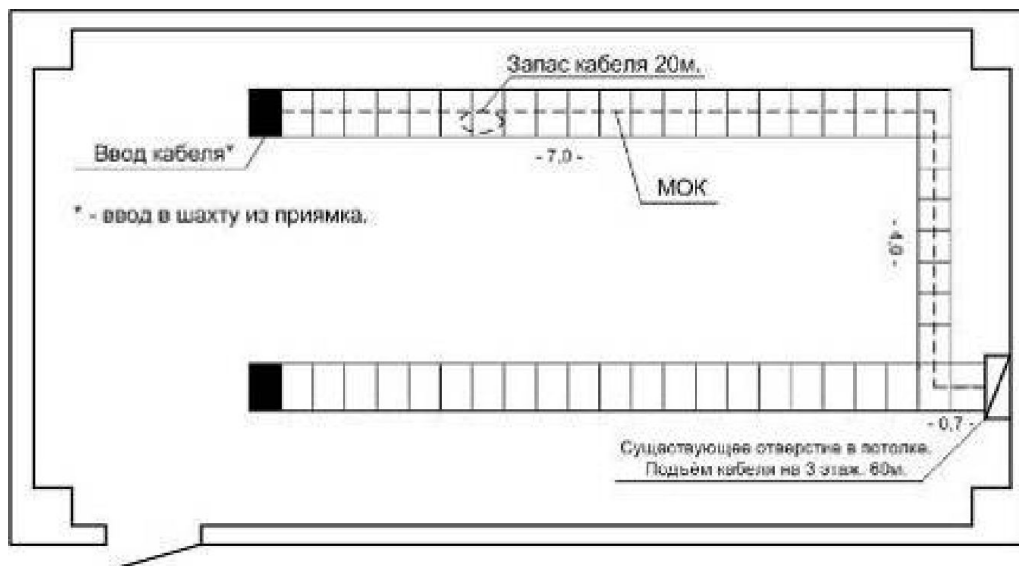 Запас кабеля 20м.
Ввод кабеля*
- 7,0 -
МОК
* - ввод в шахту из приямка.
- 4,0 -
- 0,7 -
Существующее отверстие в потолке.
Подъём кабеля на 3 этаж. 60м.